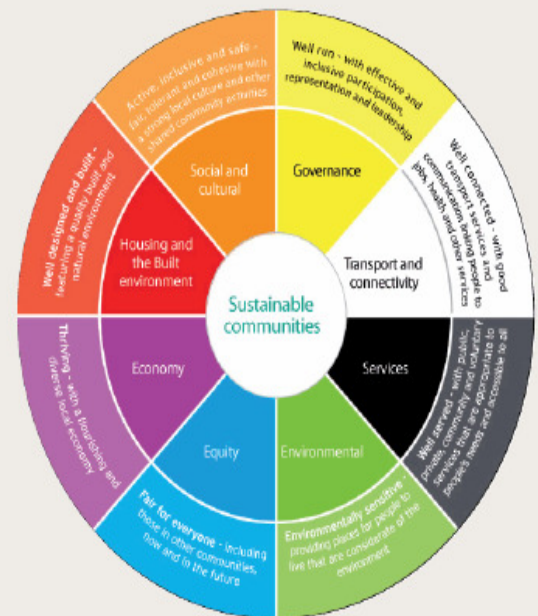 Active, inclusive and safe -
fair, tolerant and cohesive with
a strong local culture and other
shared community activities
Well run - with effective and
inclusive participation,
representation and leadership
Well connected - with good
transport services and
communication linking people to
jobs, health and other services
Well served - with public,
private, community and voluntary
services that are appropriate to
people's needs and accessible to all
Environmentally sensitive -
providing places for people to
live that are considerate of the
environment
Fair for everyone - including
those in other communities,
now and in the future
Thriving - with a flourishing and
diverse local economy
Well designed and built -
featuring a quality built and
natural environment
Social and
cultural
Governance
Transport and
connectivity
Services
Environmental
Equity
Economy
Housing and
the Built
environment
Sustainable
communities